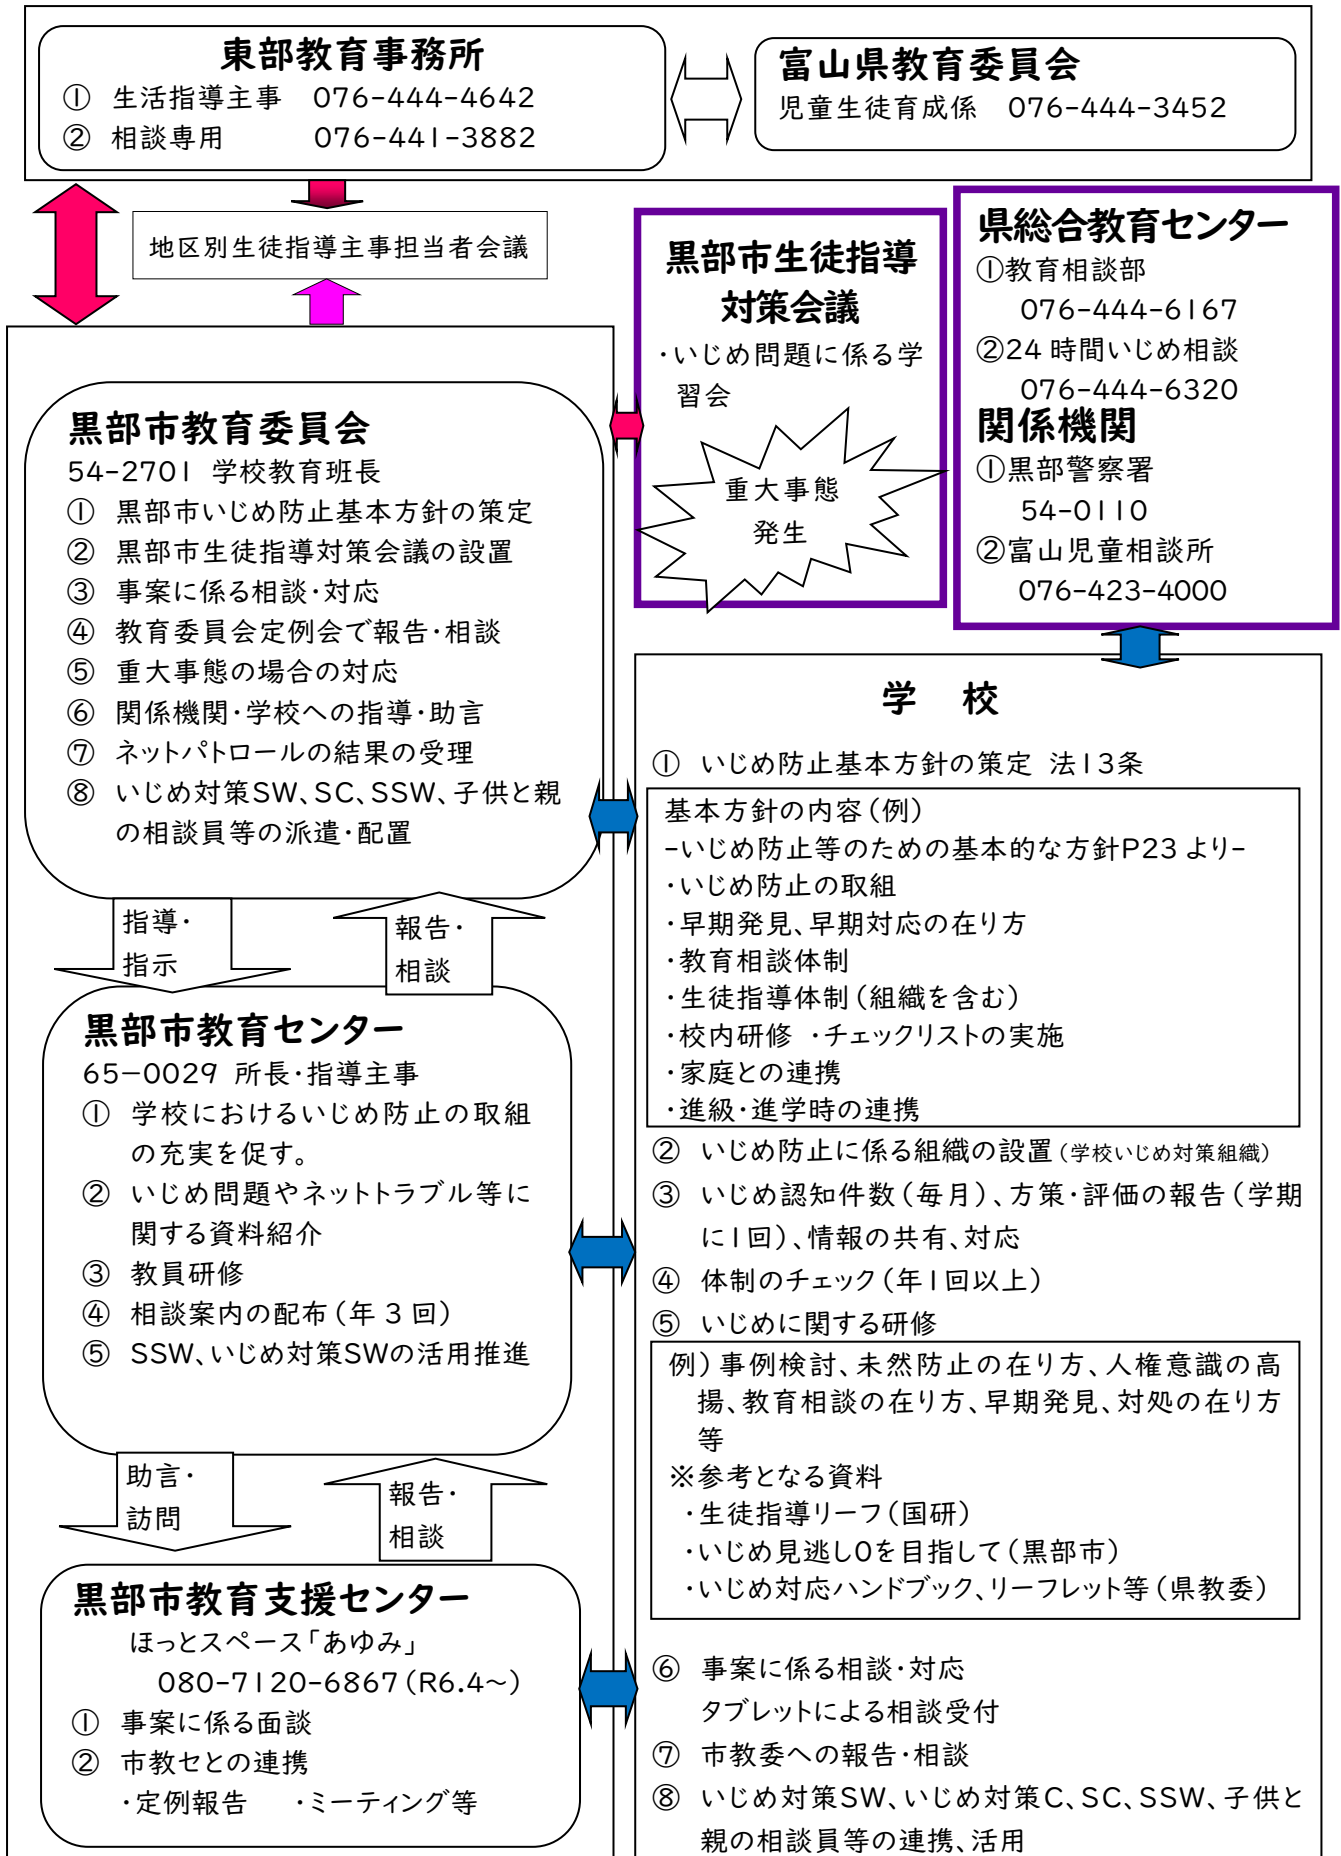 東部教育事務所
① 生活指導主事 076-444-4642
② 相談専用 076-441-3882
富山県教育委員会
児童生徒育成係 076-444-3452
地区別生徒指導主事担当者会議
黒部市生徒指導
対策会議
・いじめ問題に係る学
習会
重大事態
発生
県総合教育センター
①教育相談部
076-444-6167
②24時間いじめ相談
076-444-6320
関係機関
①黒部警察署
54-0110
②富山児童相談所
076-423-4000
黒部市教育委員会
54-2701 学校教育班長
① 黒部市いじめ防止基本方針の策定
② 黒部市生徒指導対策会議の設置
③ 事案に係る相談・対応
④ 教育委員会定例会で報告・相談
⑤ 重大事態の場合の対応
⑥ 関係機関・学校への指導・助言
⑦ ネットパトロールの結果の受理
⑧ いじめ対策SW、SC、SSW、子供と親
の相談員等の派遣・配置
指導・
指示
報告・
相談
黒部市教育センター
65−0029 所長・指導主事
① 学校におけるいじめ防止の取組
の充実を促す。
② いじめ問題やネットトラブル等に
関する資料紹介
③ 教員研修
④ 相談案内の配布(年3回)
⑤ SSW、いじめ対策SWの活用推進
助言・
訪問
報告・
相談
黒部市教育支援センター
ほっとスペース「あゆみ」
080-7120-6867(R6.4~)
① 事案に係る面談
② 市教セとの連携
・定例報告 ・ミーティング等
学 校
① いじめ防止基本方針の策定 法13条
基本方針の内容(例)
-いじめ防止等のための基本的な方針P23より-
・いじめ防止の取組
・早期発見、早期対応の在り方
・教育相談体制
・生徒指導体制(組織を含む)
・校内研修 ・チェックリストの実施
・家庭との連携
・進級・進学時の連携
② いじめ防止に係る組織の設置(学校いじめ対策組織)
③ いじめ認知件数(毎月)、方策・評価の報告(学期
に1回)、情報の共有、対応
④ 体制のチェック(年1回以上)
⑤ いじめに関する研修
例)事例検討、未然防止の在り方、人権意識の高
揚、教育相談の在り方、早期発見、対処の在り方
等
※参考となる資料
・生徒指導リーフ(国研)
・いじめ見逃し0を目指して(黒部市)
・いじめ対応ハンドブック、リーフレット等(県教委)
⑥ 事案に係る相談・対応
タブレットによる相談受付
⑦ 市教委への報告・相談
⑧ いじめ対策SW、いじめ対策C、SC、SSW、子供と
親の相談員等の連携、活用